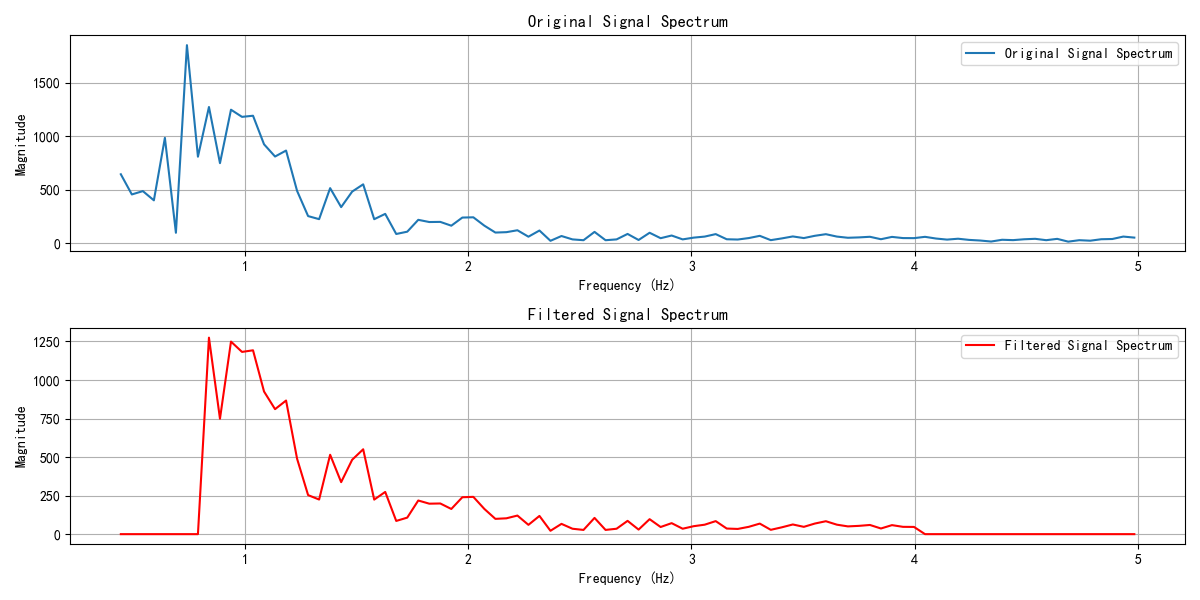 Original Signal Spectrum
Original Signal Spectrum
Magnitude
1500
1000
500
0
1 2 3 4 5
Frequency (Hz)
Filtered Signal Spectrum
Filtered Signal Spectrum
Magnitude
1250
1000
750
500
250
0
1 2 3 4 5
Frequency (Hz)